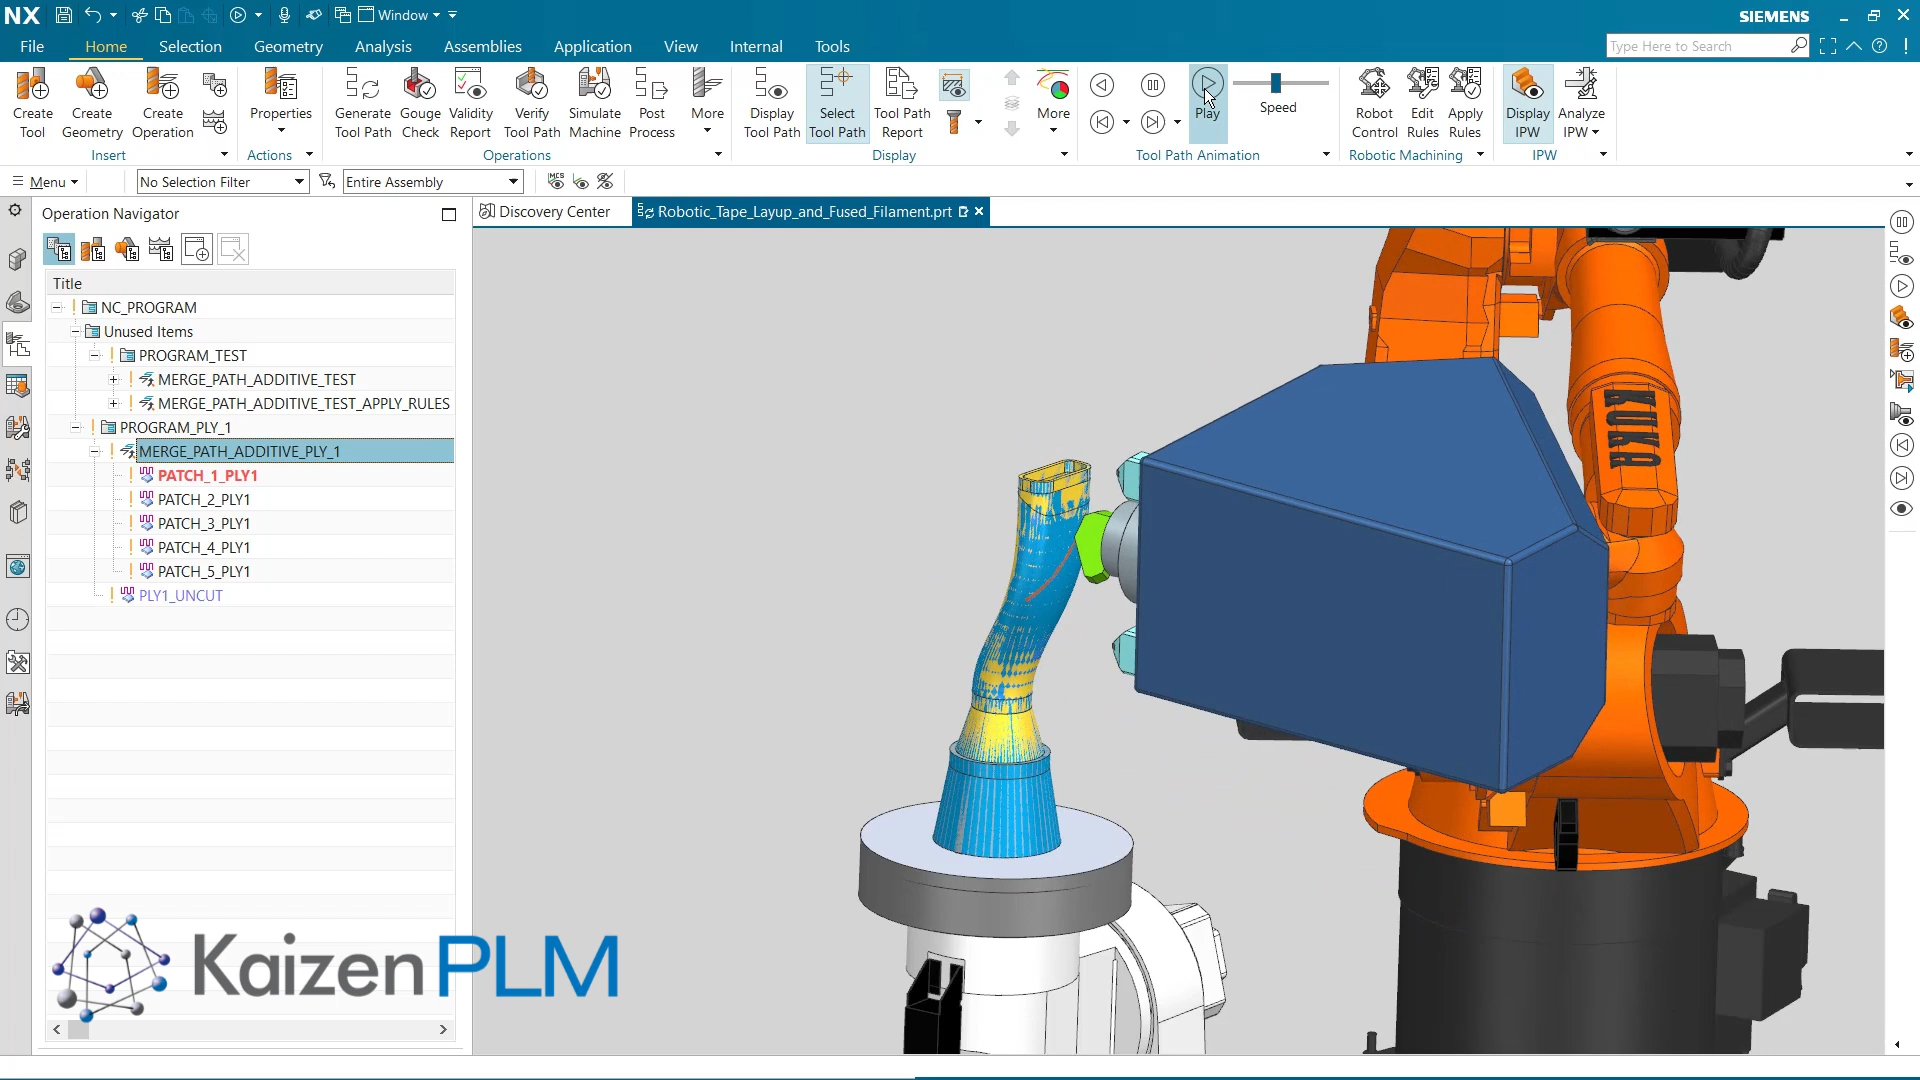 NX
Window
SIEMENS
File Home Selection Geometry Analysis Assemblies Application View Internal Tools
Type Here to Search
Create Tool
Create Geometry
Create Operation
Insert
Properties
Actions
Generate Tool Path
Gouge Check
Validity Report
Verify Tool Path
Simulate Machine
Post Process
More
Operations
Display Tool Path
Select Tool Path
Tool Path Report
More
Display
Play
Speed
Tool Path Animation
Robot Control
Edit Rules
Apply Rules
Robotic Machining
Display IPW
Analyze IPW
IPW
Menu
No Selection Filter
Entire Assembly
MCS
Operation Navigator
Discovery Center
Robotic_Tape_Layup_and_Fused_Filament.prt
Title
NC_PROGRAM
Unused Items
PROGRAM_TEST
MERGE_PATH_ADDITIVE_TEST
MERGE_PATH_ADDITIVE_TEST_APPLY_RULES
PROGRAM_PLY_1
MERGE_PATH_ADDITIVE_PLY_1
PATCH_1_PLY1
PATCH_2_PLY1
PATCH_3_PLY1
PATCH_4_PLY1
PATCH_5_PLY1
PLY1_UNCUT
KUKA
KaizenPLM